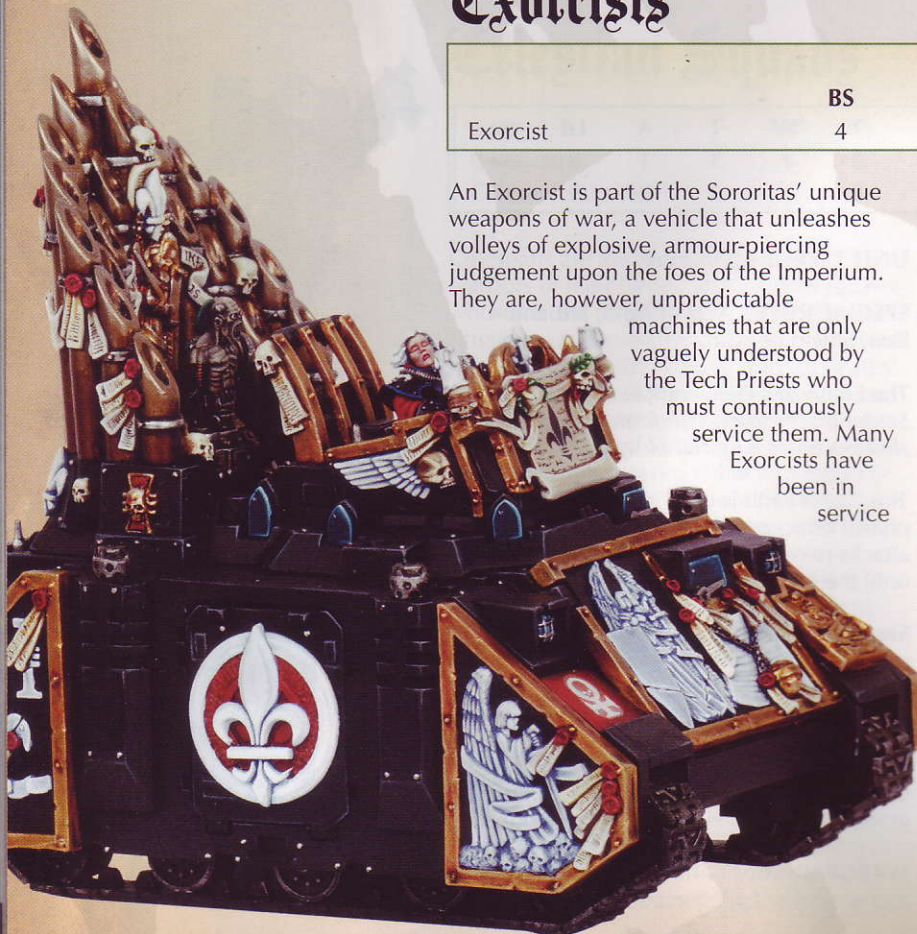 Exorcists
BS
Exorcist 4
An Exorcist is part of the Sororitas' unique
weapons of war, a vehicle that unleashes
volleys of explosive, armour-piercing
judgement upon the foes of the Imperium.
They are, however, unpredictable
machines that are only
vaguely understood by
the Tech Priests who
must continuously
service them. Many
Exorcists have
been in
service